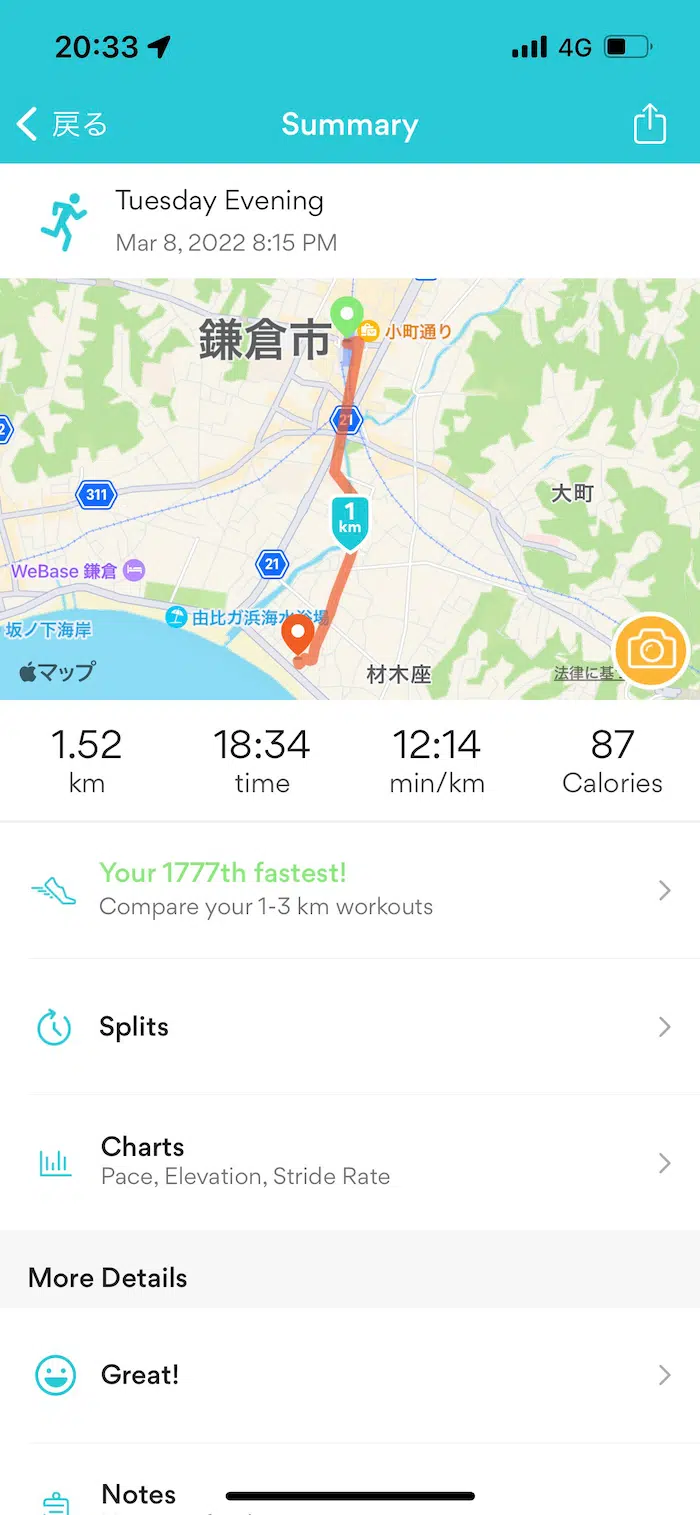 20:33
4G
戻る
Summary
Tuesday Evening
Mar 8, 2022 8:15 PM
鎌倉市
小町通り
21
311
大町
1
km
21
WeBase 鎌倉
由比ガ浜海水浴場
坂ノ下海岸
マップ
材木座
法律に基
1.52
km
18:34
time
12:14
min/km
87
Calories
Your 1777th fastest!
Compare your 1-3 km workouts
Splits
Charts
Pace, Elevation, Stride Rate
More Details
Great!
Notes